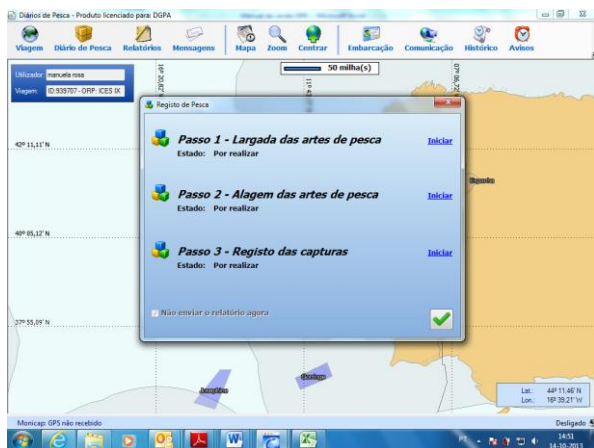 Diários de Pesca - Produto licenciado para: DGPA
Viagem Diário de Pesca Relatórios Mensagens Mapa Zoom Centrar Embarcação Comunicação Histórico Avisos
Utilizador manuela rosa
Viagem: ID:939707 - ORP: ICES IX
50 milha(s)
Registo de Pesca
Passo 1 - Largada das artes de pesca Iniciar
Estado: Por realizar
Passo 2 - Alagem das artes de pesca Iniciar
Estado: Por realizar
Passo 3 - Registo das capturas Iniciar
Estado: Por realizar
Não enviar o relatório agora
42º 11,11' N
40º 05,12' N
37º 55,09' N
Espanha
Josephine
Gorringe
Lat.: 44º 11.46' N
Lon.: 16º 39.21' W
Monicap: GPS não recebido Desligado
PT 14:51
14-10-2013